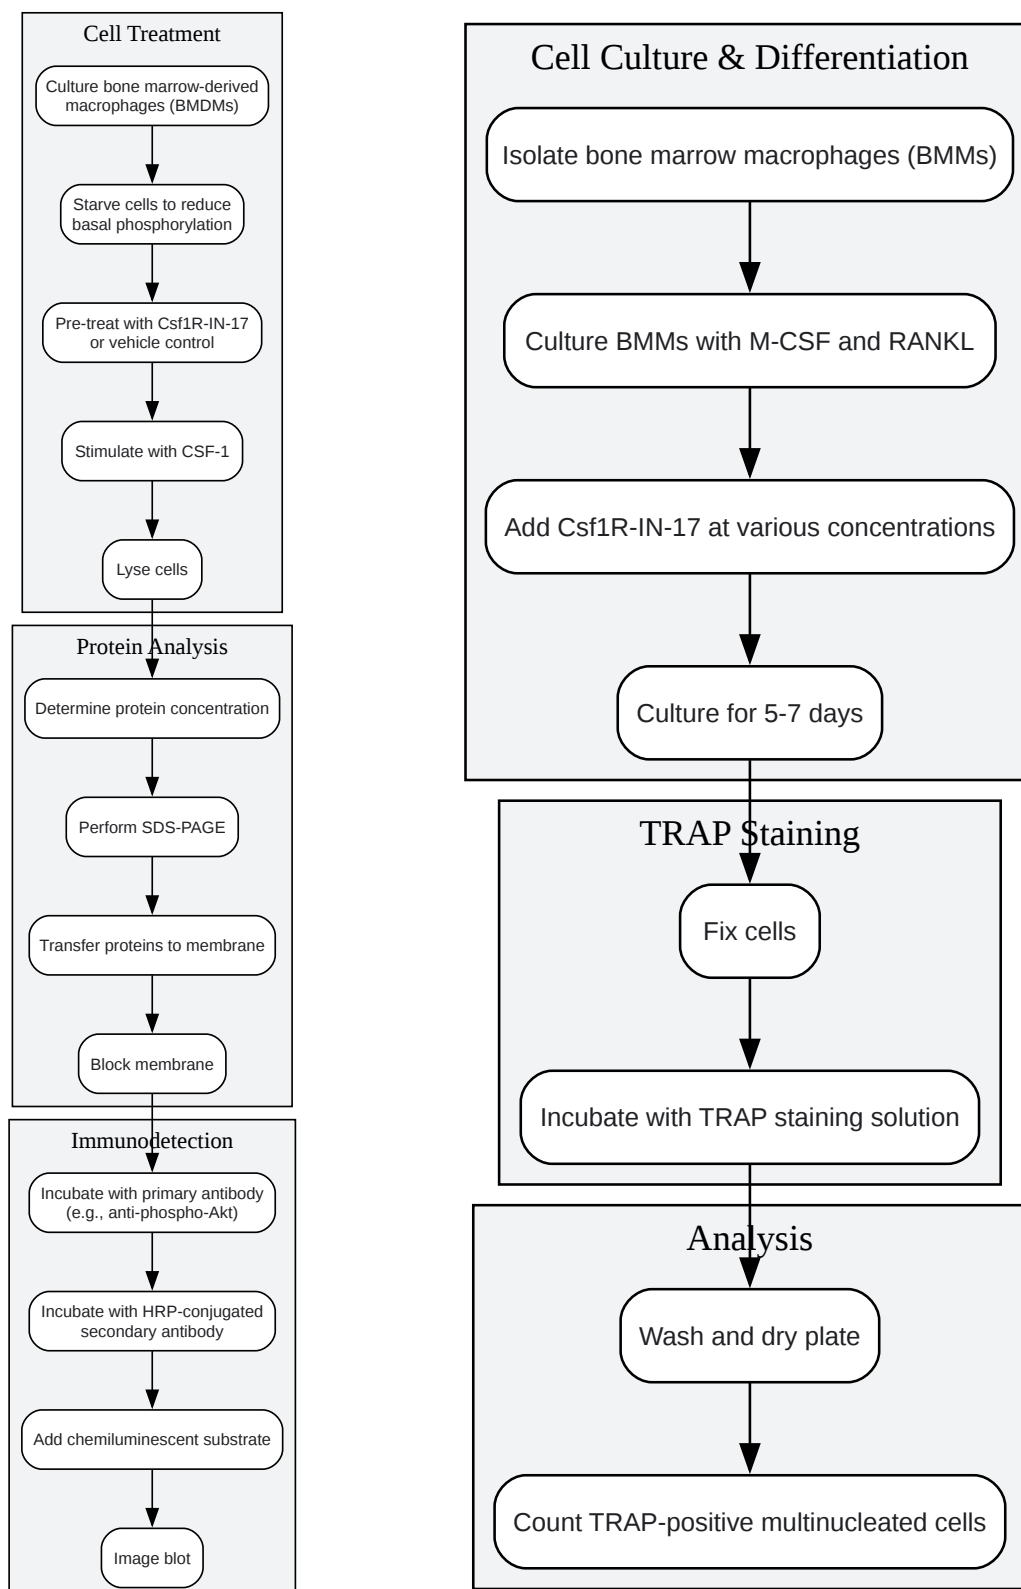 Cell Treatment
Culture bone marrow-derived
macrophages (BMDMs)
Starve cells to reduce
basal phosphorylation
Pre-treat with Csf1R-IN-17
or vehicle control
Stimulate with CSF-1
Lyse cells
Protein Analysis
Determine protein concentration
Perform SDS-PAGE
Transfer proteins to membrane
Block membrane
Immunodetection
Incubate with primary antibody
(e.g., anti-phospho-Akt)
Incubate with HRP-conjugated
secondary antibody
Add chemiluminescent substrate
Image blot
Cell Culture & Differentiation
Isolate bone marrow macrophages (BMMs)
Culture BMMs with M-CSF and RANKL
Add Csf1R-IN-17 at various concentrations
Culture for 5-7 days
TRAP Staining
Fix cells
Incubate with TRAP staining solution
Analysis
Wash and dry plate
Count TRAP-positive multinucleated cells